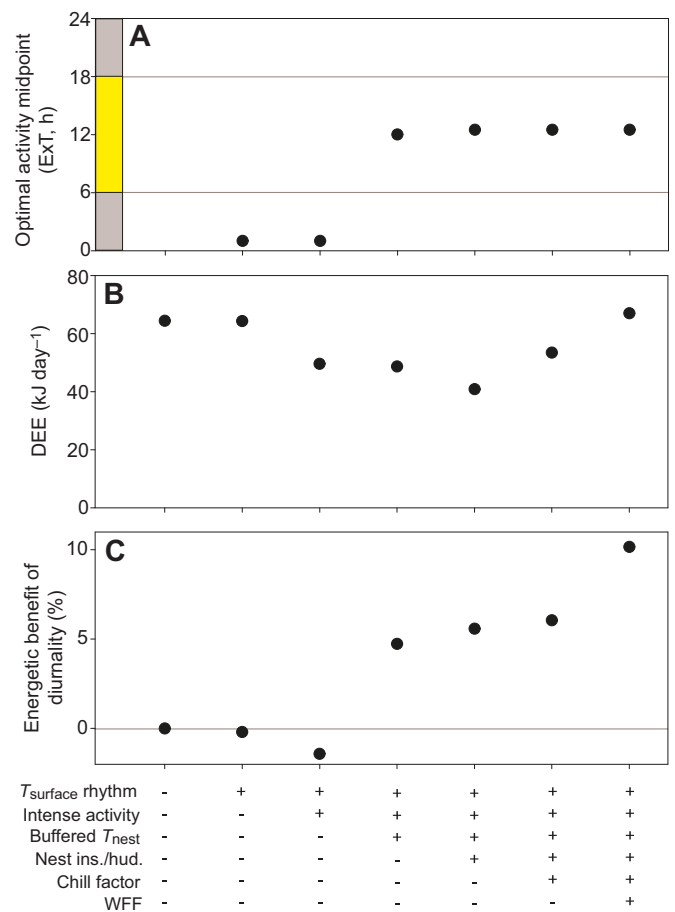 24
A
18
12
6
0
Optimal activity midpoint
(ExT, h)
80
B
60
40
20
0
DEE (kJ day–1)
10
C
5
0
Energetic benefit of
diurnality (%)
Tsurface rhythm - + + + + + +
Intense activity - - + + + + +
Buffered Tnest - - - + + + +
Nest ins./hud. - - - - + + +
Chill factor - - - - - + +
WFF - - - - - - +